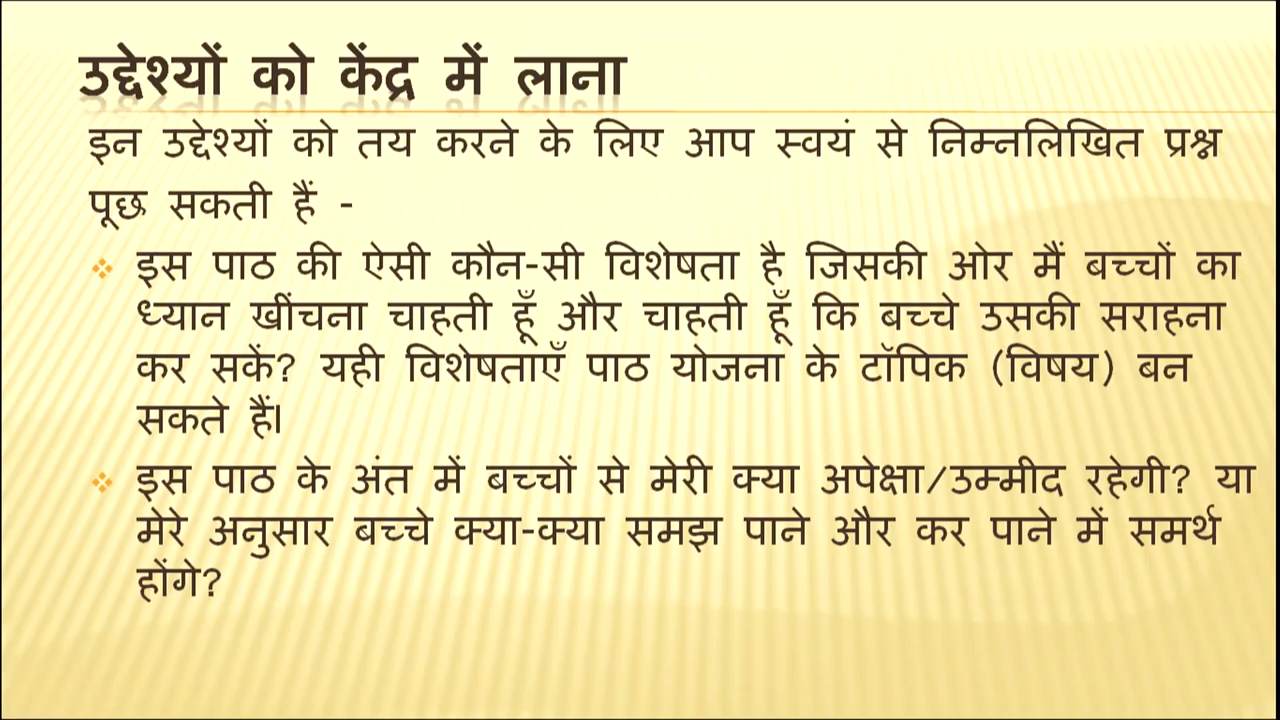 उद्देश्यों को केंद्र में लाना
इन उद्देश्यों को तय करने के लिए आप स्वयं से निम्नलिखित प्रश्न
पूछ सकती हैं -
इस पाठ की ऐसी कौन-सी विशेषता है जिसकी ओर मैं बच्चों का
ध्यान खींचना चाहती हूँ और चाहती हूँ कि बच्चे उसकी सराहना
कर सकें? यही विशेषताएँ पाठ योजना के टॉपिक (विषय) बन
सकते हैं।
इस पाठ के अंत में बच्चों से मेरी क्या अपेक्षा/उम्मीद रहेगी? या
मेरे अनुसार बच्चे क्या-क्या समझ पाने और कर पाने में समर्थ
होंगे?